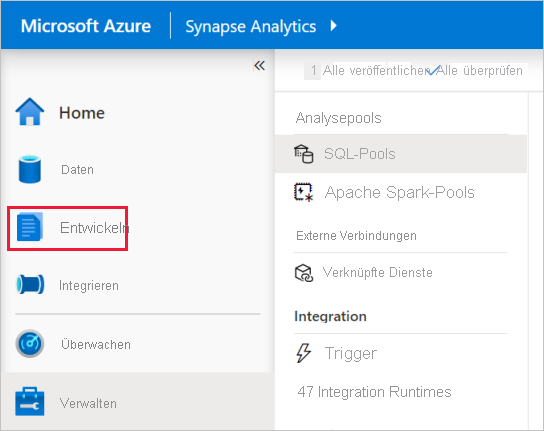 Microsoft Azure Synapse Analytics
«
Home
Daten
Entwickeln
Integrieren
Überwachen
Verwalten
1 Alle veröffentlichen Alle überprüfen
Analysepools
SQL-Pools
Apache Spark-Pools
Externe Verbindungen
Verknüpfte Dienste
Integration
Trigger
47 Integration Runtimes